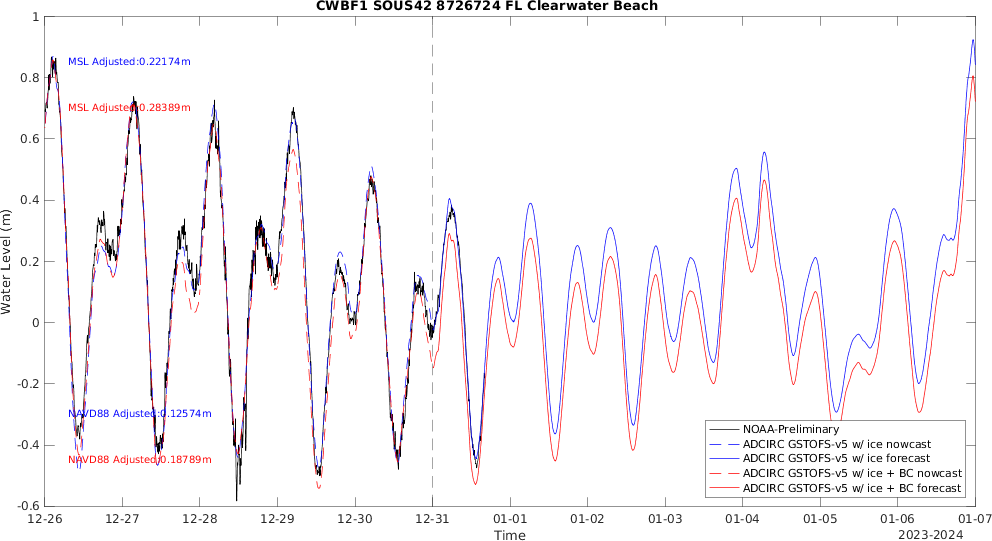 CWBF1 SOUS42 8726724 FL Clearwater Beach
Water Level (m)
1
0.8
0.6
0.4
0.2
0
-0.2
-0.4
-0.6
MSL Adjusted:0.22174m
MSL Adjusted:0.28389m
NAVD88 Adjusted:0.12574m
NAVD88 Adjusted:0.18789m
NOAA-Preliminary
ADCIRC GSTOFS-v5 w/ ice nowcast
ADCIRC GSTOFS-v5 w/ ice forecast
ADCIRC GSTOFS-v5 w/ ice + BC nowcast
ADCIRC GSTOFS-v5 w/ ice + BC forecast
12-26 12-27 12-28 12-29 12-30 12-31 01-01 01-02 01-03 01-04 01-05 01-06 01-07
Time
2023-2024